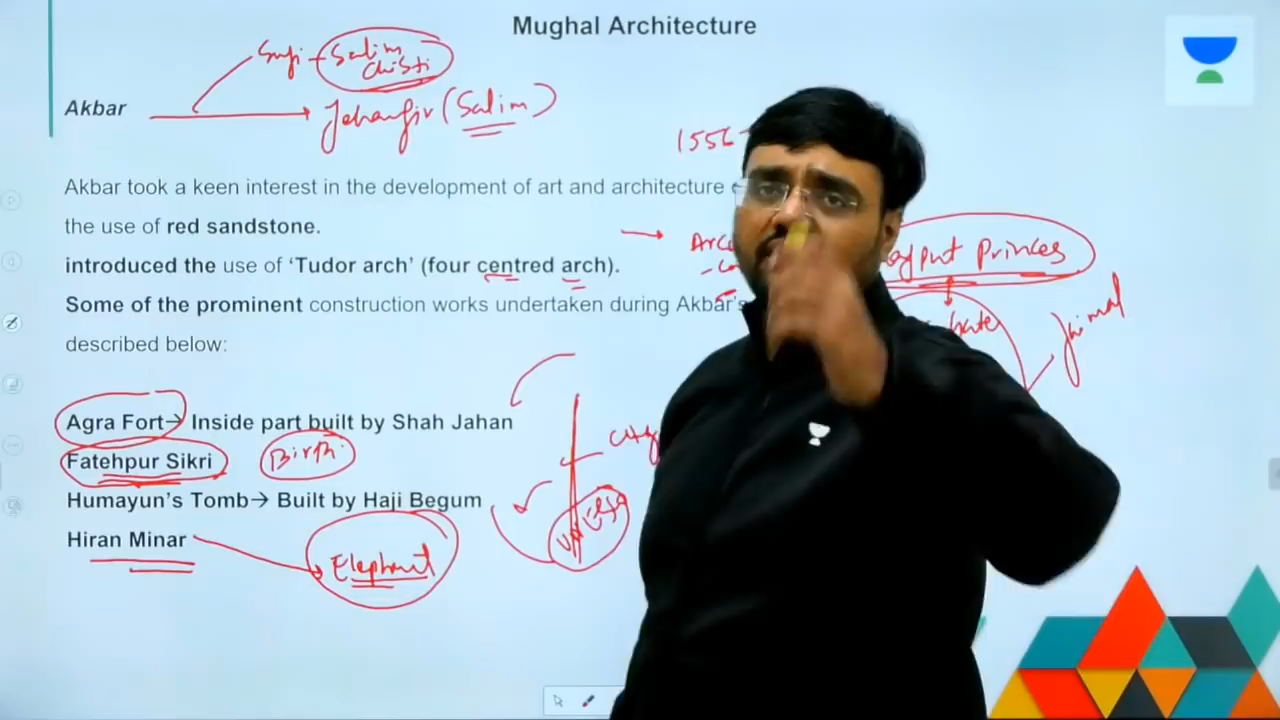 Mughal Architecture
Sufi - Salim Chisti
Akbar
Jehangir (Salim)
1556
Akbar took a keen interest in the development of art and architecture
the use of red sandstone.
introduced the use of ‘Tudor arch’ (four centred arch).
Princes
Some of the prominent construction works undertaken during Akbar's
Jaimal
described below:
Agra Fort→ Inside part built by Shah Jahan
Fatehpur Sikri
Birth
Humayun's Tomb→ Built by Haji Begum
Hiran Minar
Elephant